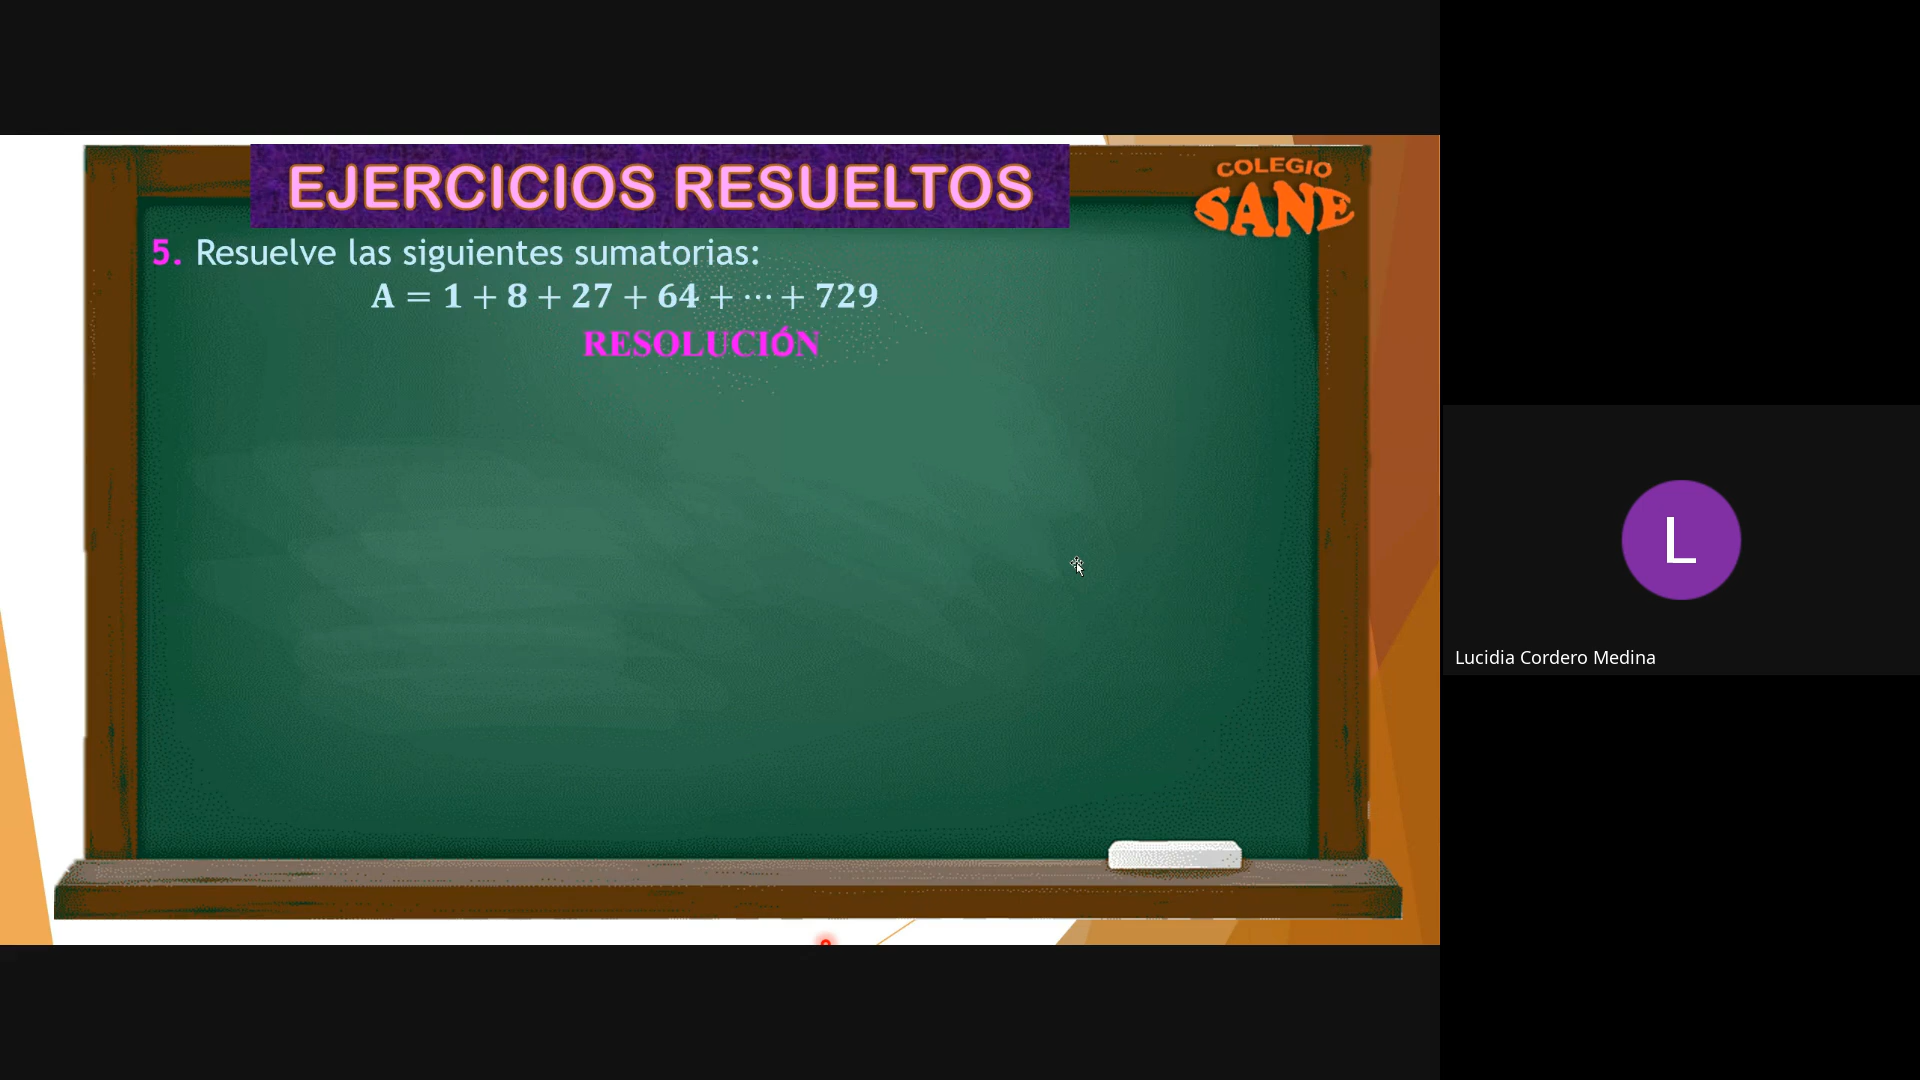 EJERCICIOS RESUELTOS
COLEGIO
SANE
5. Resuelve las siguientes sumatorias:
A = 1 + 8 + 27 + 64 + ⋯ + 729
RESOLUCIÓN
L
Lucidia Cordero Medina